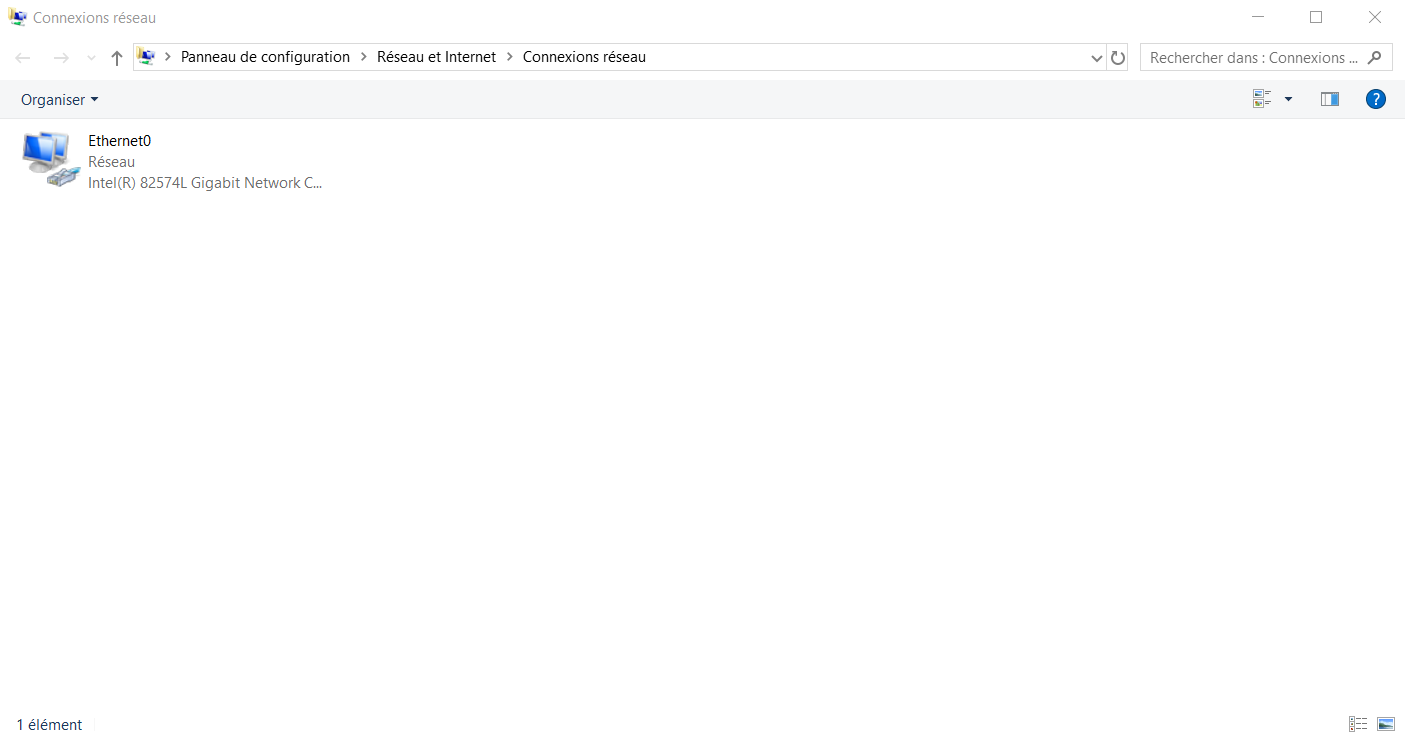 Connexions réseau
Panneau de configuration Réseau et Internet Connexions réseau
Rechercher dans : Connexions ...
Organiser
?
Ethernet0
Réseau
Intel(R) 82574L Gigabit Network C...
1 élément